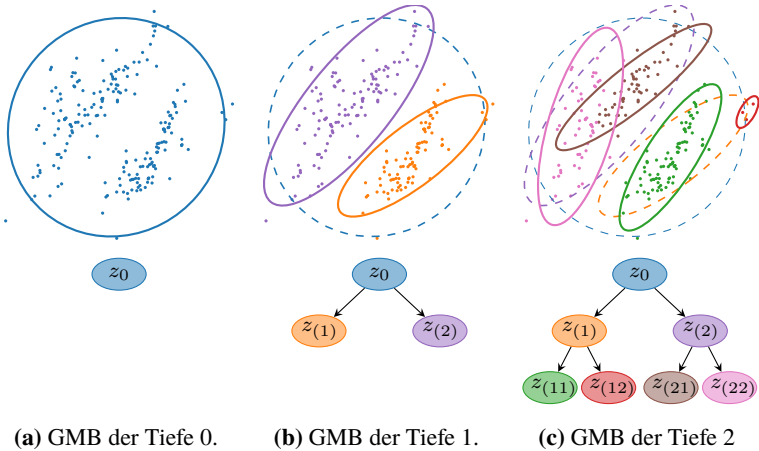 z₀ z₀ z₀
z₍₁₎ z₍₂₎ z₍₁₎ z₍₂₎
z₍₁₁₎ z₍₁₂₎ z₍₂₁₎ z₍₂₂₎
(a) GMB der Tiefe 0. (b) GMB der Tiefe 1. (c) GMB der Tiefe 2